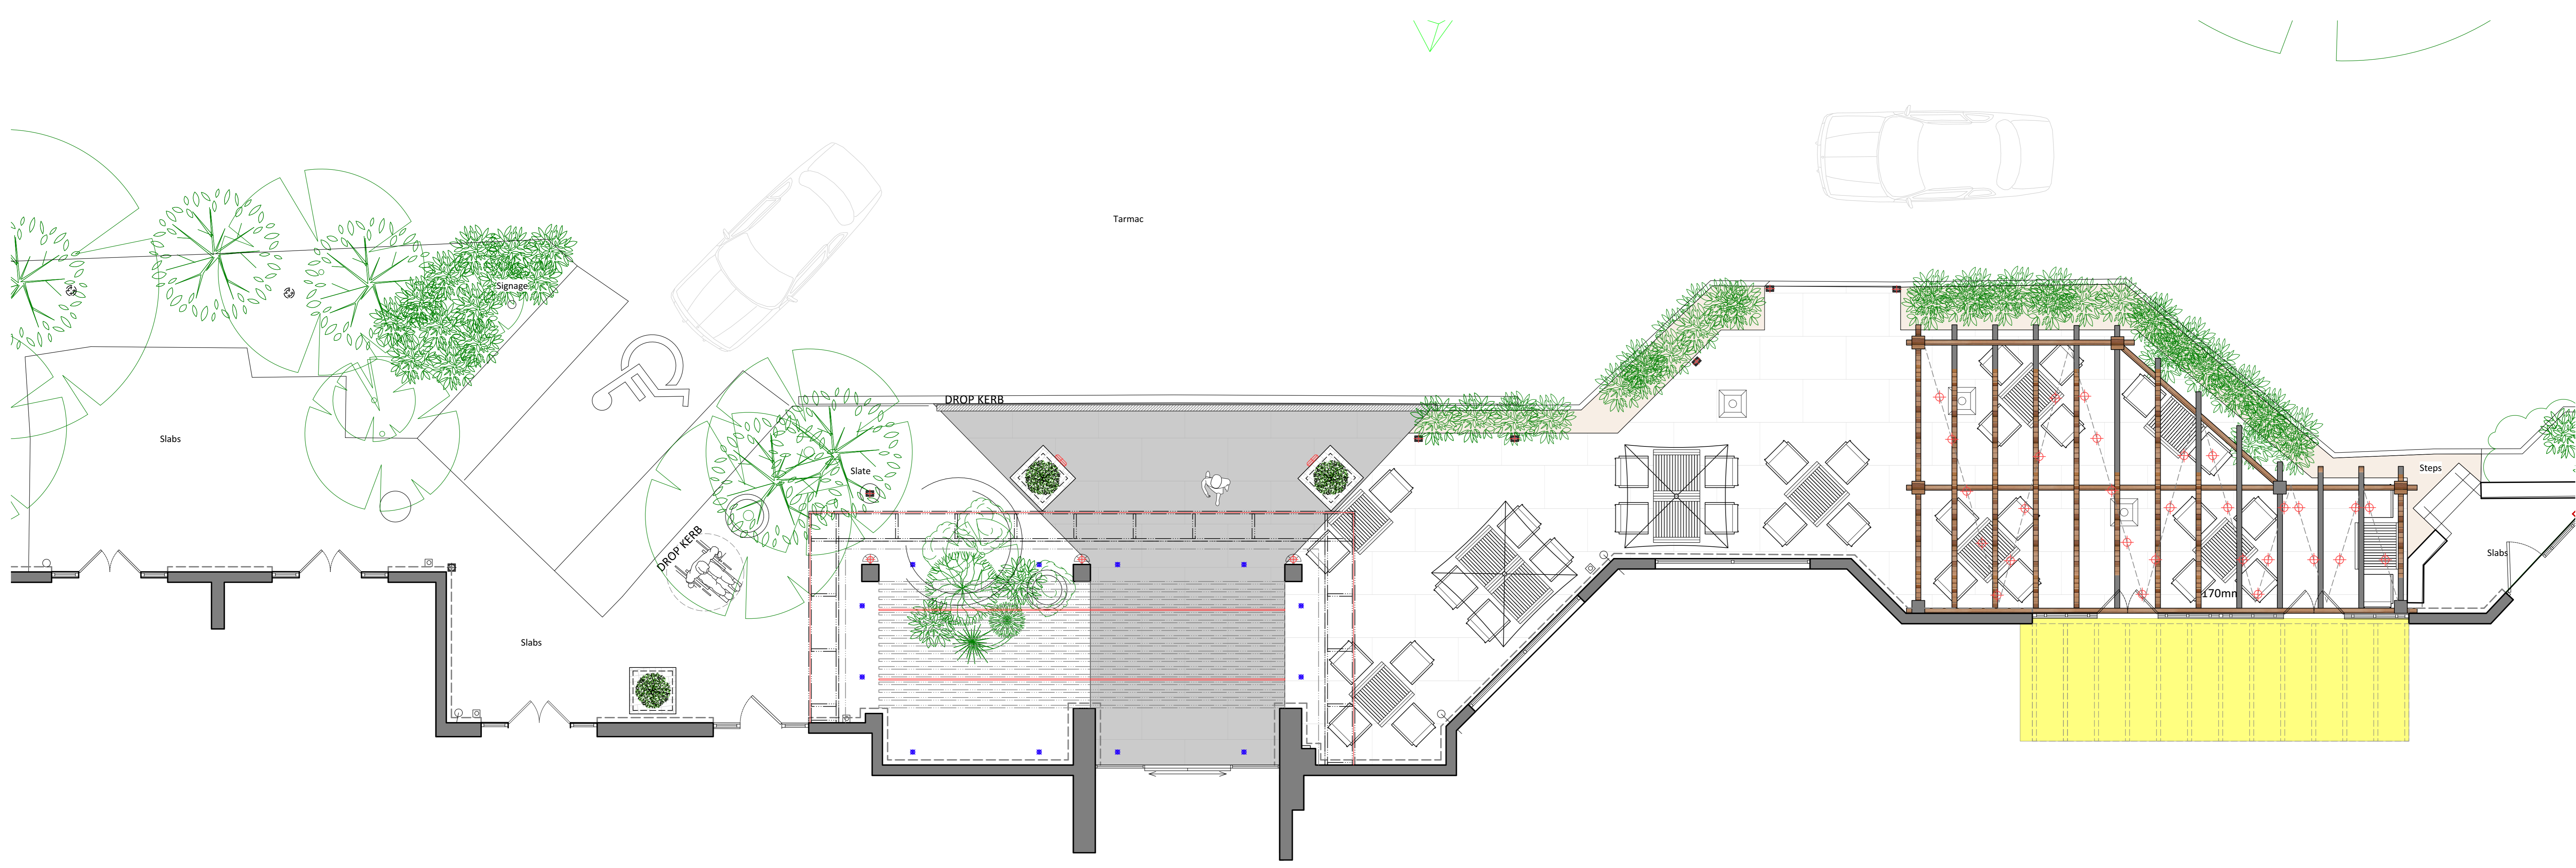 Tarmac
Signage
DROP KERB
Slabs
Slate
Steps
DROP KERB
Slabs
170mm
Slabs